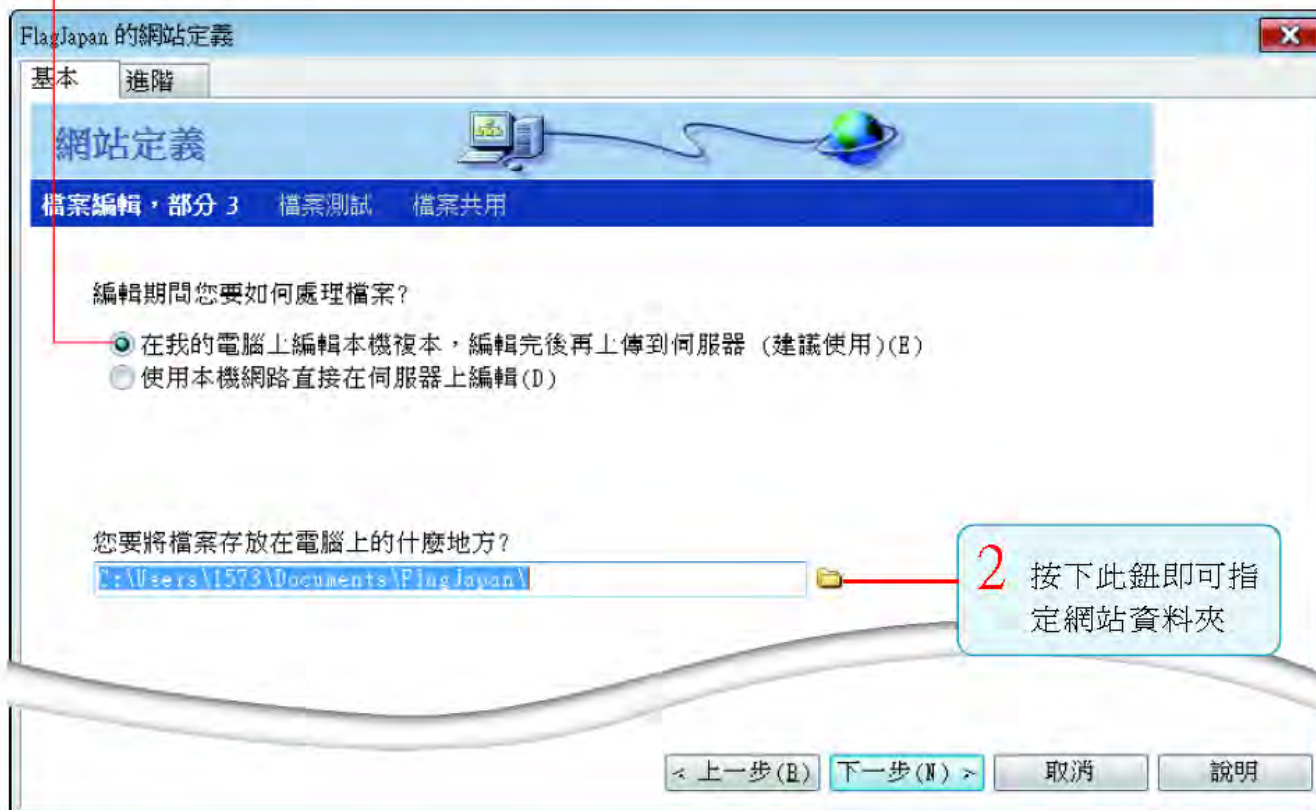 FlagJapan 的網站定義
基本
進階
網站定義
檔案編輯，部分 3 檔案測試 檔案共用
編輯期間您要如何處理檔案?
在我的電腦上編輯本機複本，編輯完後再上傳到伺服器 (建議使用)(E)
使用本機網路直接在伺服器上編輯(D)
您要將檔案存放在電腦上的什麼地方?
C:\Users\1573\Documents\FlagJapan\
2 按下此鈕即可指
定網站資料夾
< 上一步(B) 下一步(N) > 取消 說明